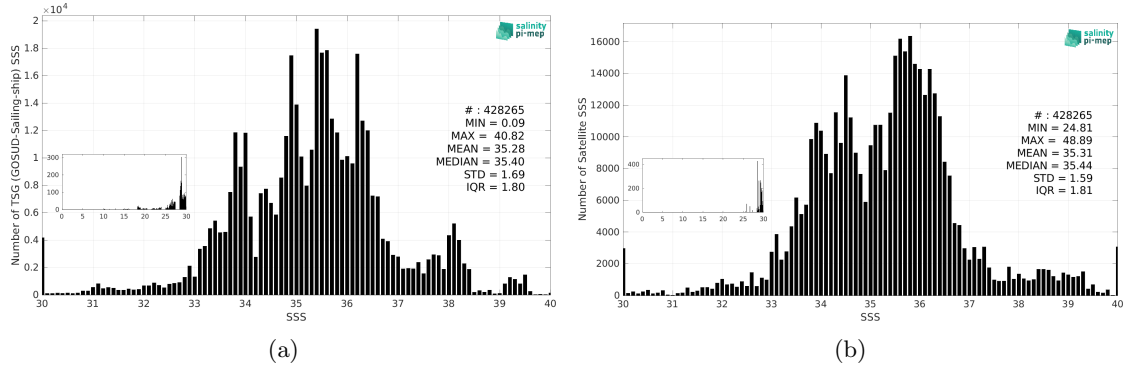 ×10⁴
2
1.8
1.6
1.4
1.2
1
0.8
0.6
0.4
0.2
0
30 31 32 33 34 35 36 37 38 39 40
SSS
Number of TSG (GOSUD-Sailing-ship) SSS
salinity
pi-mep
# : 428265
MIN = 0.09
MAX = 40.82
MEAN = 35.28
MEDIAN = 35.40
STD = 1.69
IQR = 1.80
300
200
100
0
0 5 10 15 20 25 30
(a)
16000
14000
12000
10000
8000
6000
4000
2000
0
30 31 32 33 34 35 36 37 38 39 40
SSS
Number of Satellite SSS
salinity
pi-mep
# : 428265
MIN = 24.81
MAX = 48.89
MEAN = 35.31
MEDIAN = 35.44
STD = 1.59
IQR = 1.81
400
200
0
0 5 10 15 20 25 30
(b)